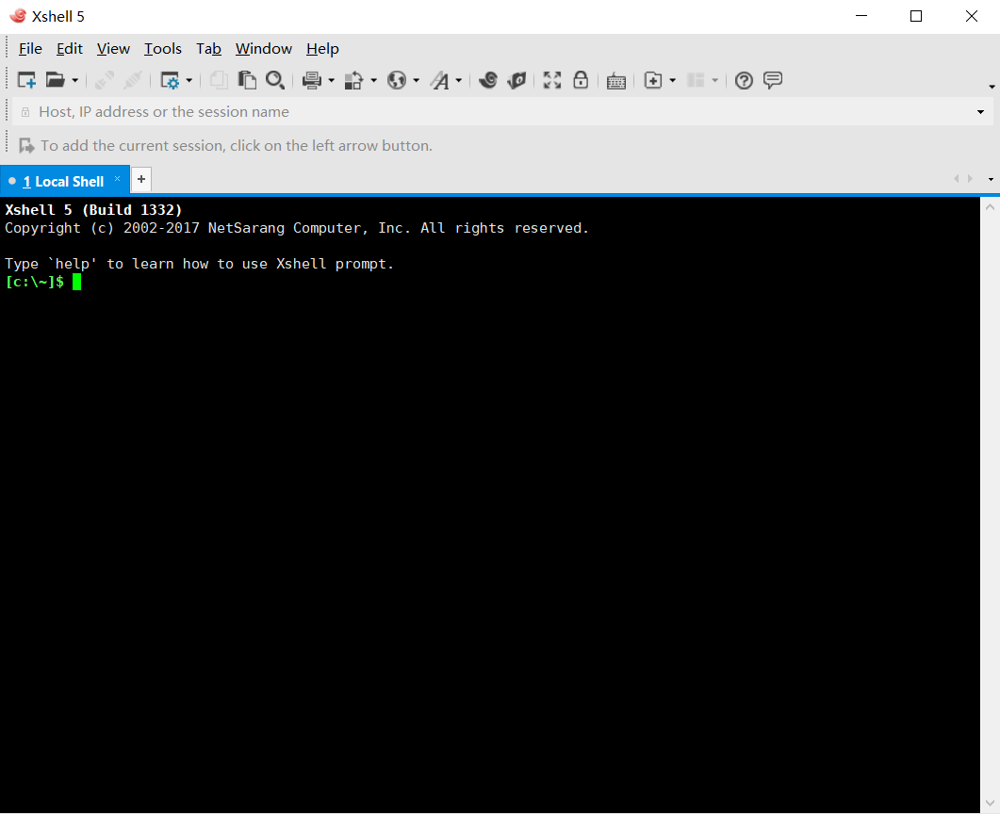 Xshell 5
File Edit View Tools Tab Window Help
Host, IP address or the session name
To add the current session, click on the left arrow button.
1 Local Shell × +
Xshell 5 (Build 1332)
Copyright (c) 2002-2017 NetSarang Computer, Inc. All rights reserved.
Type `help' to learn how to use Xshell prompt.
[c:\~]$